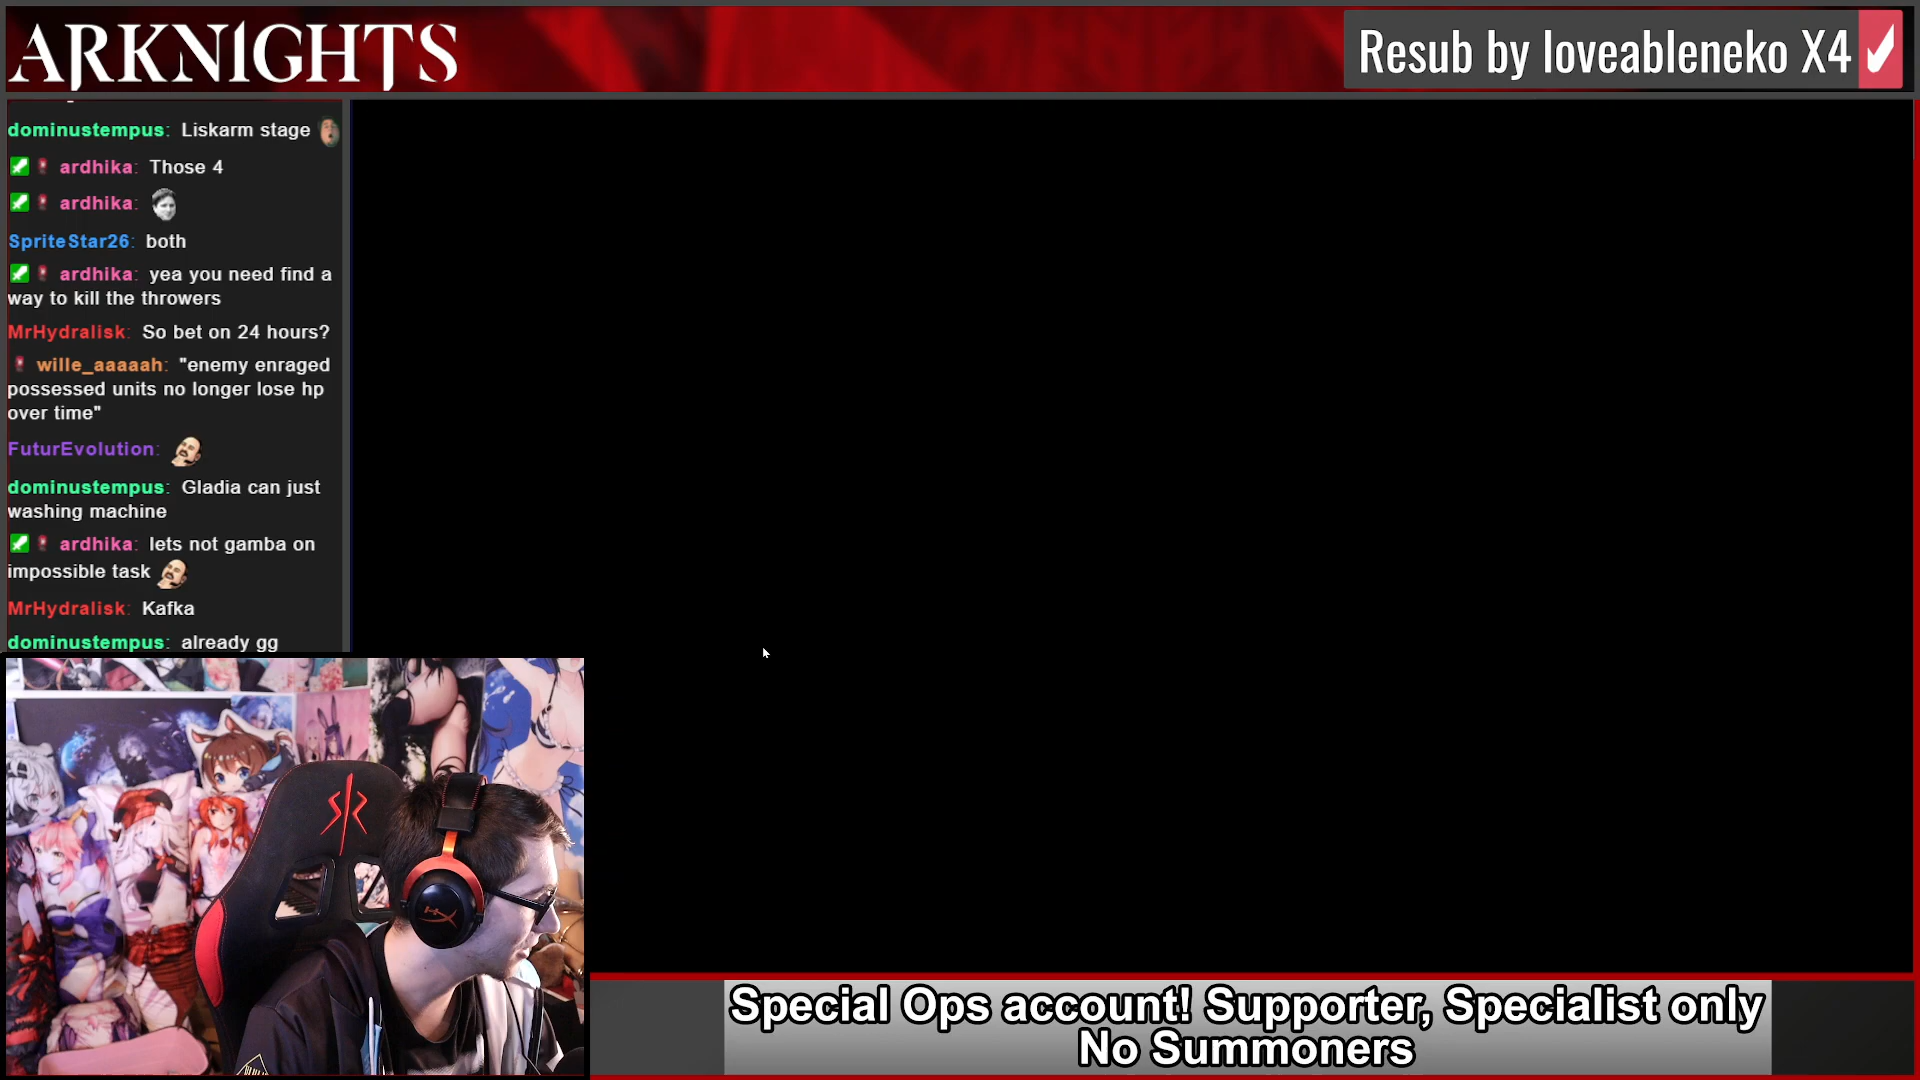 ARKNIGHTS
Resub by loveableneko X4
dominustempus: Liskarm stage
ardhika: Those 4
ardhika:
SpriteStar26: both
ardhika: yea you need find a
way to kill the throwers
MrHydralisk: So bet on 24 hours?
wille_aaaaah: "enemy enraged
possessed units no longer lose hp
over time"
FuturEvolution:
dominustempus: Gladia can just
washing machine
ardhika: lets not gamba on
impossible task
MrHydralisk: Kafka
dominustempus: already gg
Special Ops account! Supporter, Specialist only
No Summoners